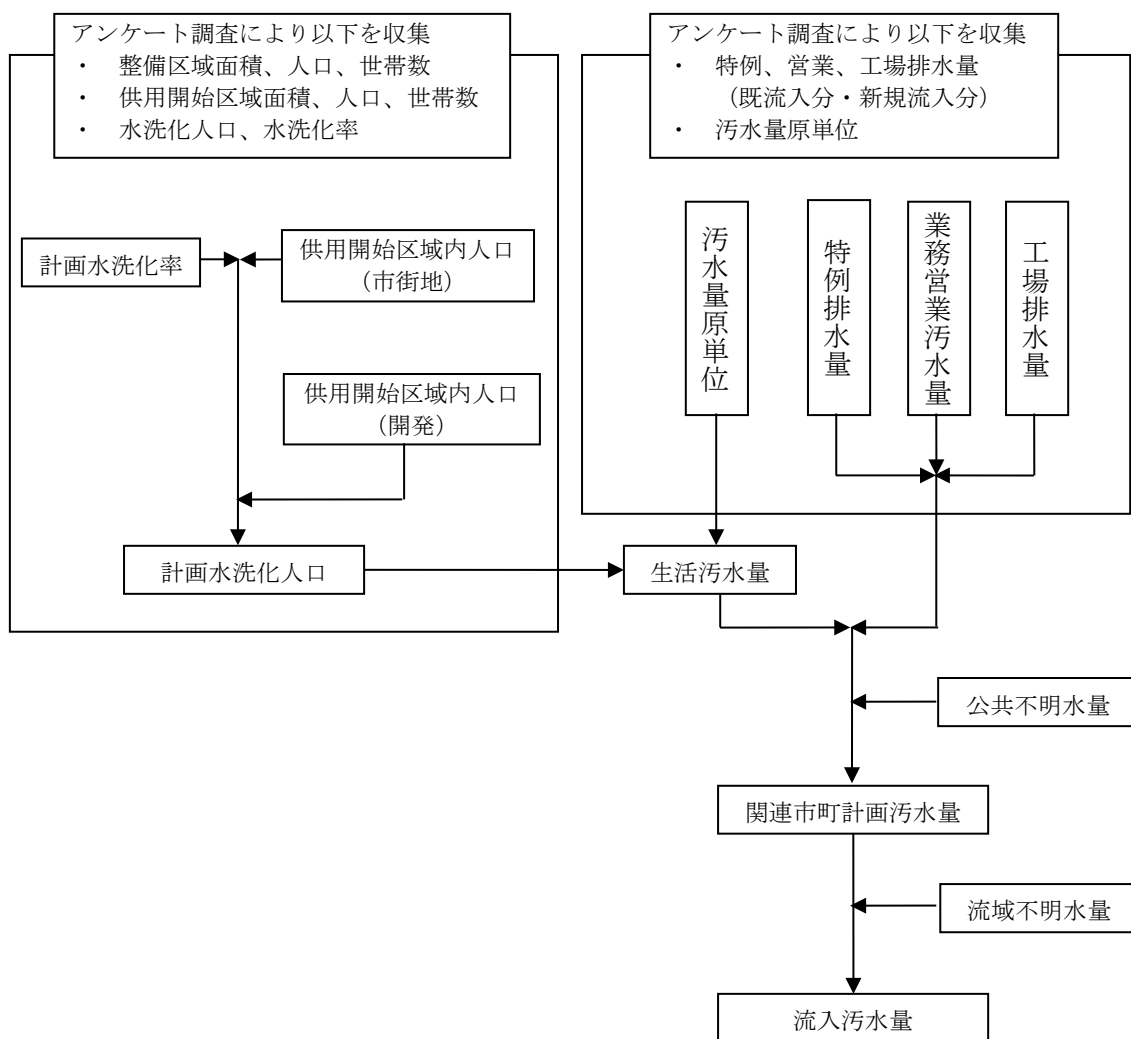 アンケート調査により以下を収集
・ 整備区域面積、人口、世帯数
・ 供用開始区域面積、人口、世帯数
・ 水洗化人口、水洗化率
アンケート調査により以下を収集
・ 特例、営業、工場排水量
（既流入分・新規流入分）
・ 汚水量原単位
計画水洗化率
供用開始区域内人口
（市街地）
供用開始区域内人口
（開発）
計画水洗化人口
汚水量原単位
特例排水量
業務営業汚水量
工場排水量
生活汚水量
公共不明水量
関連市町計画汚水量
流域不明水量
流入汚水量